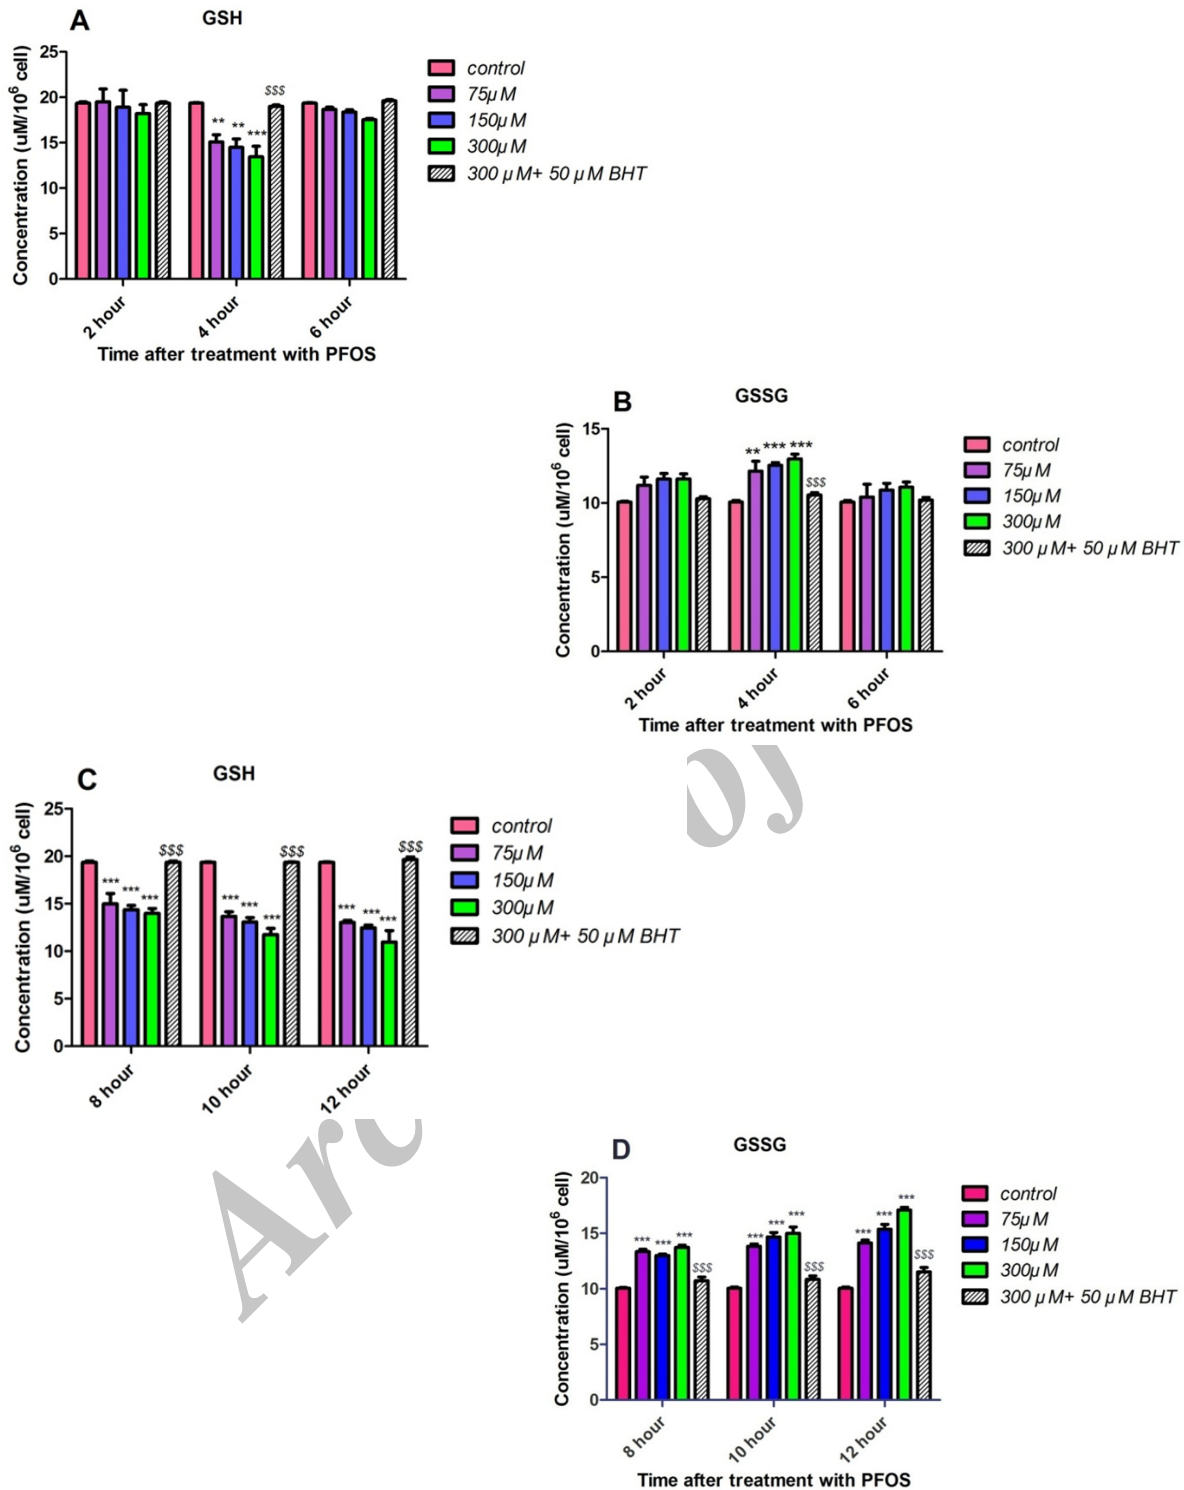 A
GSH
Concentration (uM/10^6 cell)
25
20
15
10
5
0
** ** *** $$$
2 hour 4 hour 6 hour
Time after treatment with PFOS
control
75µM
150µM
300µM
300 µM+ 50 µM BHT
B
GSSG
Concentration (uM/10^6 cell)
15
10
5
0
** *** *** $$$
2 hour 4 hour 6 hour
Time after treatment with PFOS
control
75µM
150µM
300µM
300 µM+ 50 µM BHT
C
GSH
Concentration (uM/10^6 cell)
25
20
15
10
5
0
*** *** *** $$$ *** *** *** $$$ *** *** *** $$$
8 hour 10 hour 12 hour
control
75µM
150µM
300µM
300 µM+ 50 µM BHT
D
GSSG
Concentration (uM/10^6 cell)
20
15
10
5
0
*** *** *** $$$ *** *** *** $$$ *** *** *** $$$
8 hour 10 hour 12 hour
Time after treatment with PFOS
control
75µM
150µM
300µM
300 µM+ 50 µM BHT